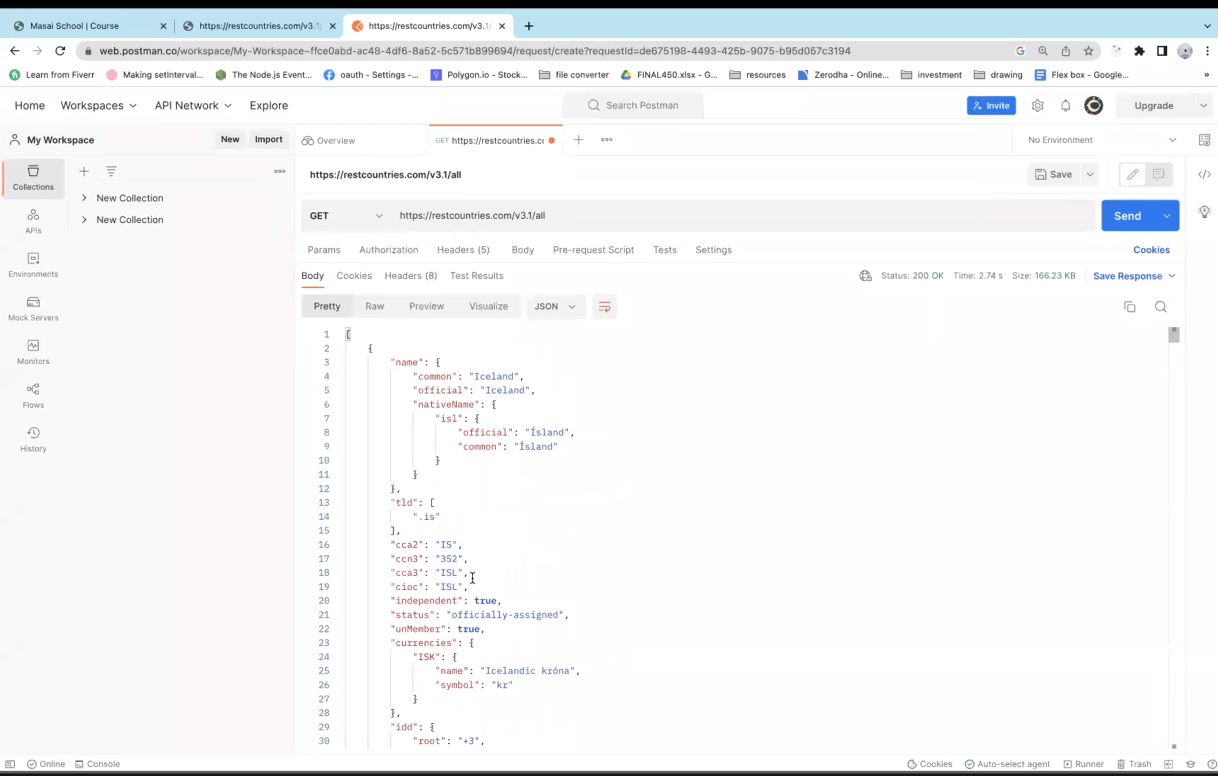 Masai School | Course
https://restcountries.com/v3.1/
https://restcountries.com/v3.1/
web.postman.co/workspace/My-Workspace~ffce0abd-ac48-4df6-8a52-5c571b899694/request/create?requestId=de675198-4493-425b-9075-b95d057c3194
Learn from Fiverr
Making setInterval...
The Node.js Event...
oauth - Settings -...
Polygon.io - Stock...
file converter
FINAL450.xlsx - G...
resources
Zerodha - Online...
investment
drawing
Flex box - Google...
Home
Workspaces
API Network
Explore
Search Postman
Invite
Upgrade
My Workspace
New
Import
Overview
GET https://restcountries.cc
No Environment
Collections
New Collection
New Collection
APIs
Environments
Mock Servers
Monitors
Flows
History
https://restcountries.com/v3.1/all
Save
GET
https://restcountries.com/v3.1/all
Send
Params
Authorization
Headers (5)
Body
Pre-request Script
Tests
Settings
Cookies
Body
Cookies
Headers (8)
Test Results
Status: 200 OK
Time: 2.74 s
Size: 166.23 KB
Save Response
Pretty
Raw
Preview
Visualize
JSON
1 [
2 {
3 "name": {
4 "common": "Iceland",
5 "official": "Iceland",
6 "nativeName": {
7 "isl": {
8 "official": "Ísland",
9 "common": "Ísland"
10 }
11 }
12 },
13 "tld": [
14 ".is"
15 ],
16 "cca2": "IS",
17 "ccn3": "352",
18 "cca3": "ISL",
19 "cioc": "ISL",
20 "independent": true,
21 "status": "officially-assigned",
22 "unMember": true,
23 "currencies": {
24 "ISK": {
25 "name": "Icelandic króna",
26 "symbol": "kr"
27 }
28 },
29 "idd": {
30 "root": "+3",
Online
Console
Cookies
Auto-select agent
Runner
Trash